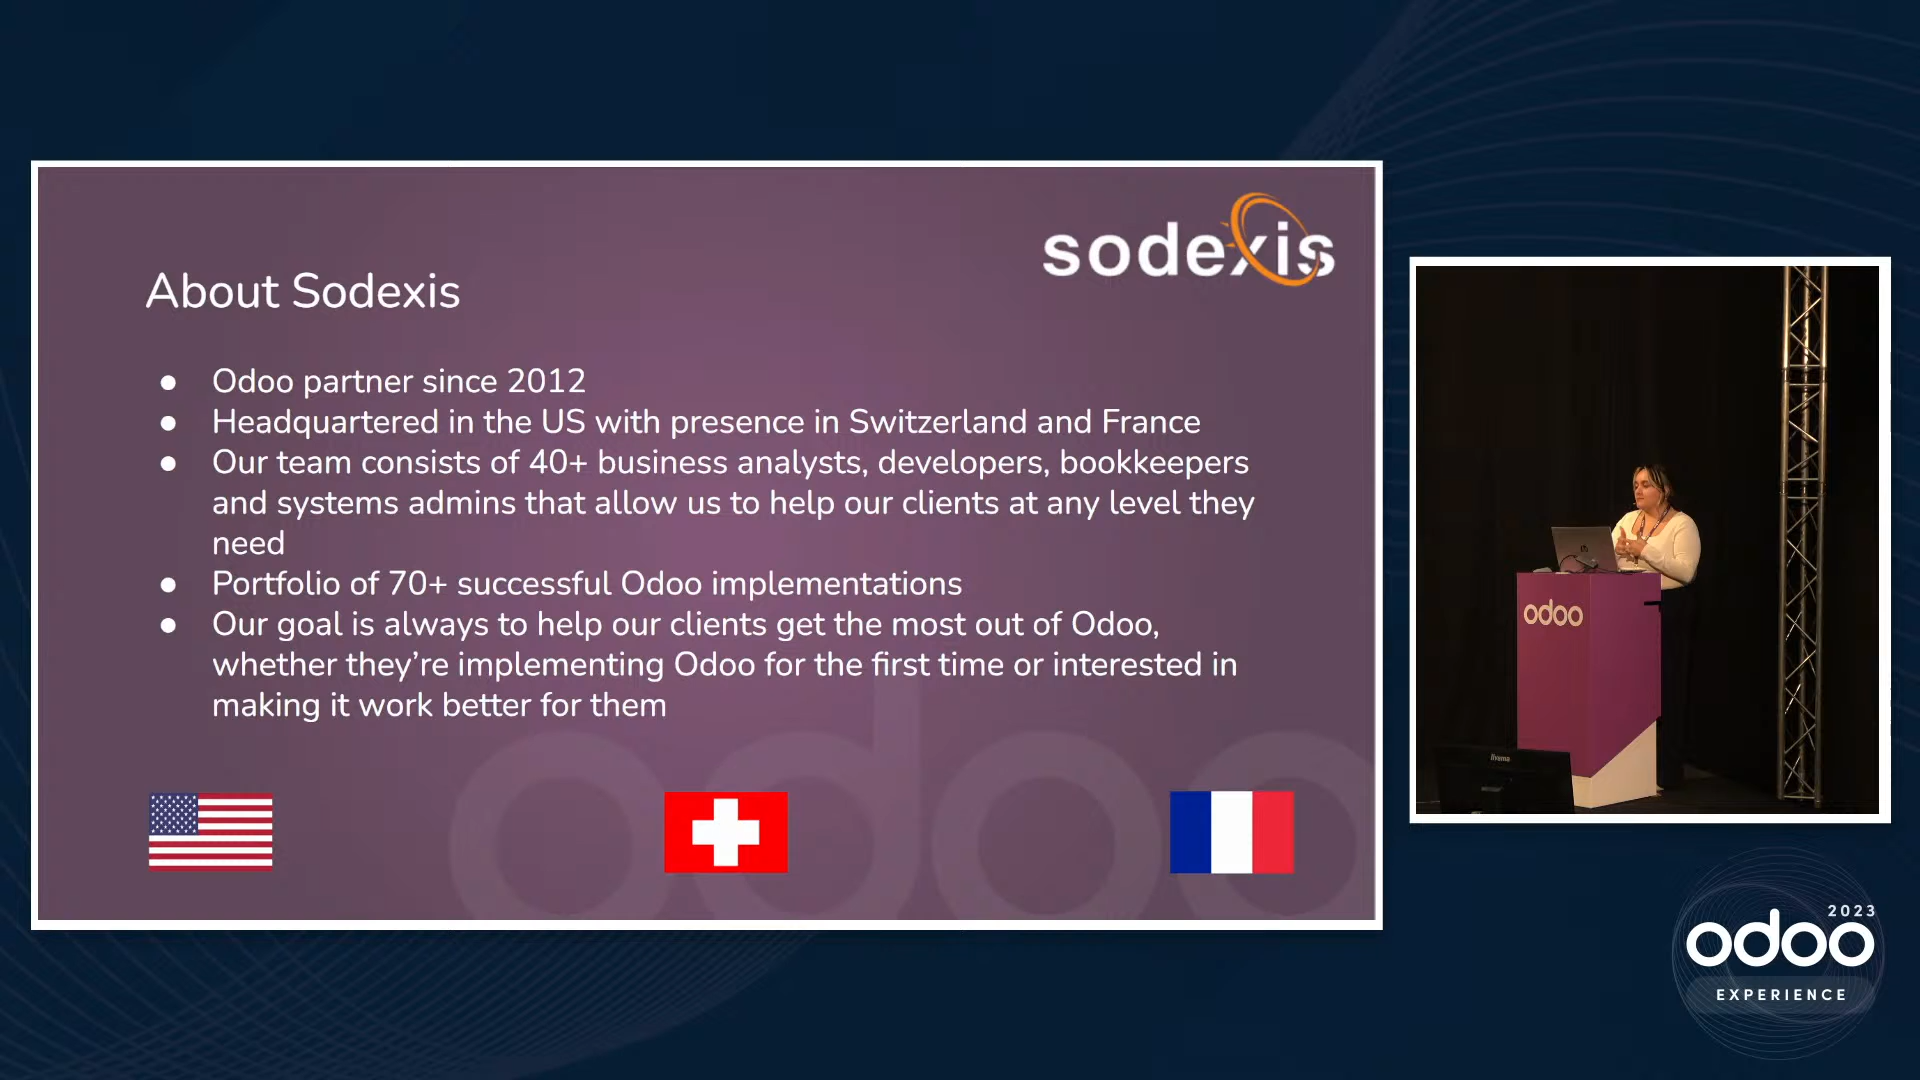 sodexis
About Sodexis
● Odoo partner since 2012
● Headquartered in the US with presence in Switzerland and France
● Our team consists of 40+ business analysts, developers, bookkeepers
and systems admins that allow us to help our clients at any level they
need
● Portfolio of 70+ successful Odoo implementations
● Our goal is always to help our clients get the most out of Odoo,
whether they’re implementing Odoo for the first time or interested in
making it work better for them
odoo
odoo
iiyama
2023
odoo
EXPERIENCE